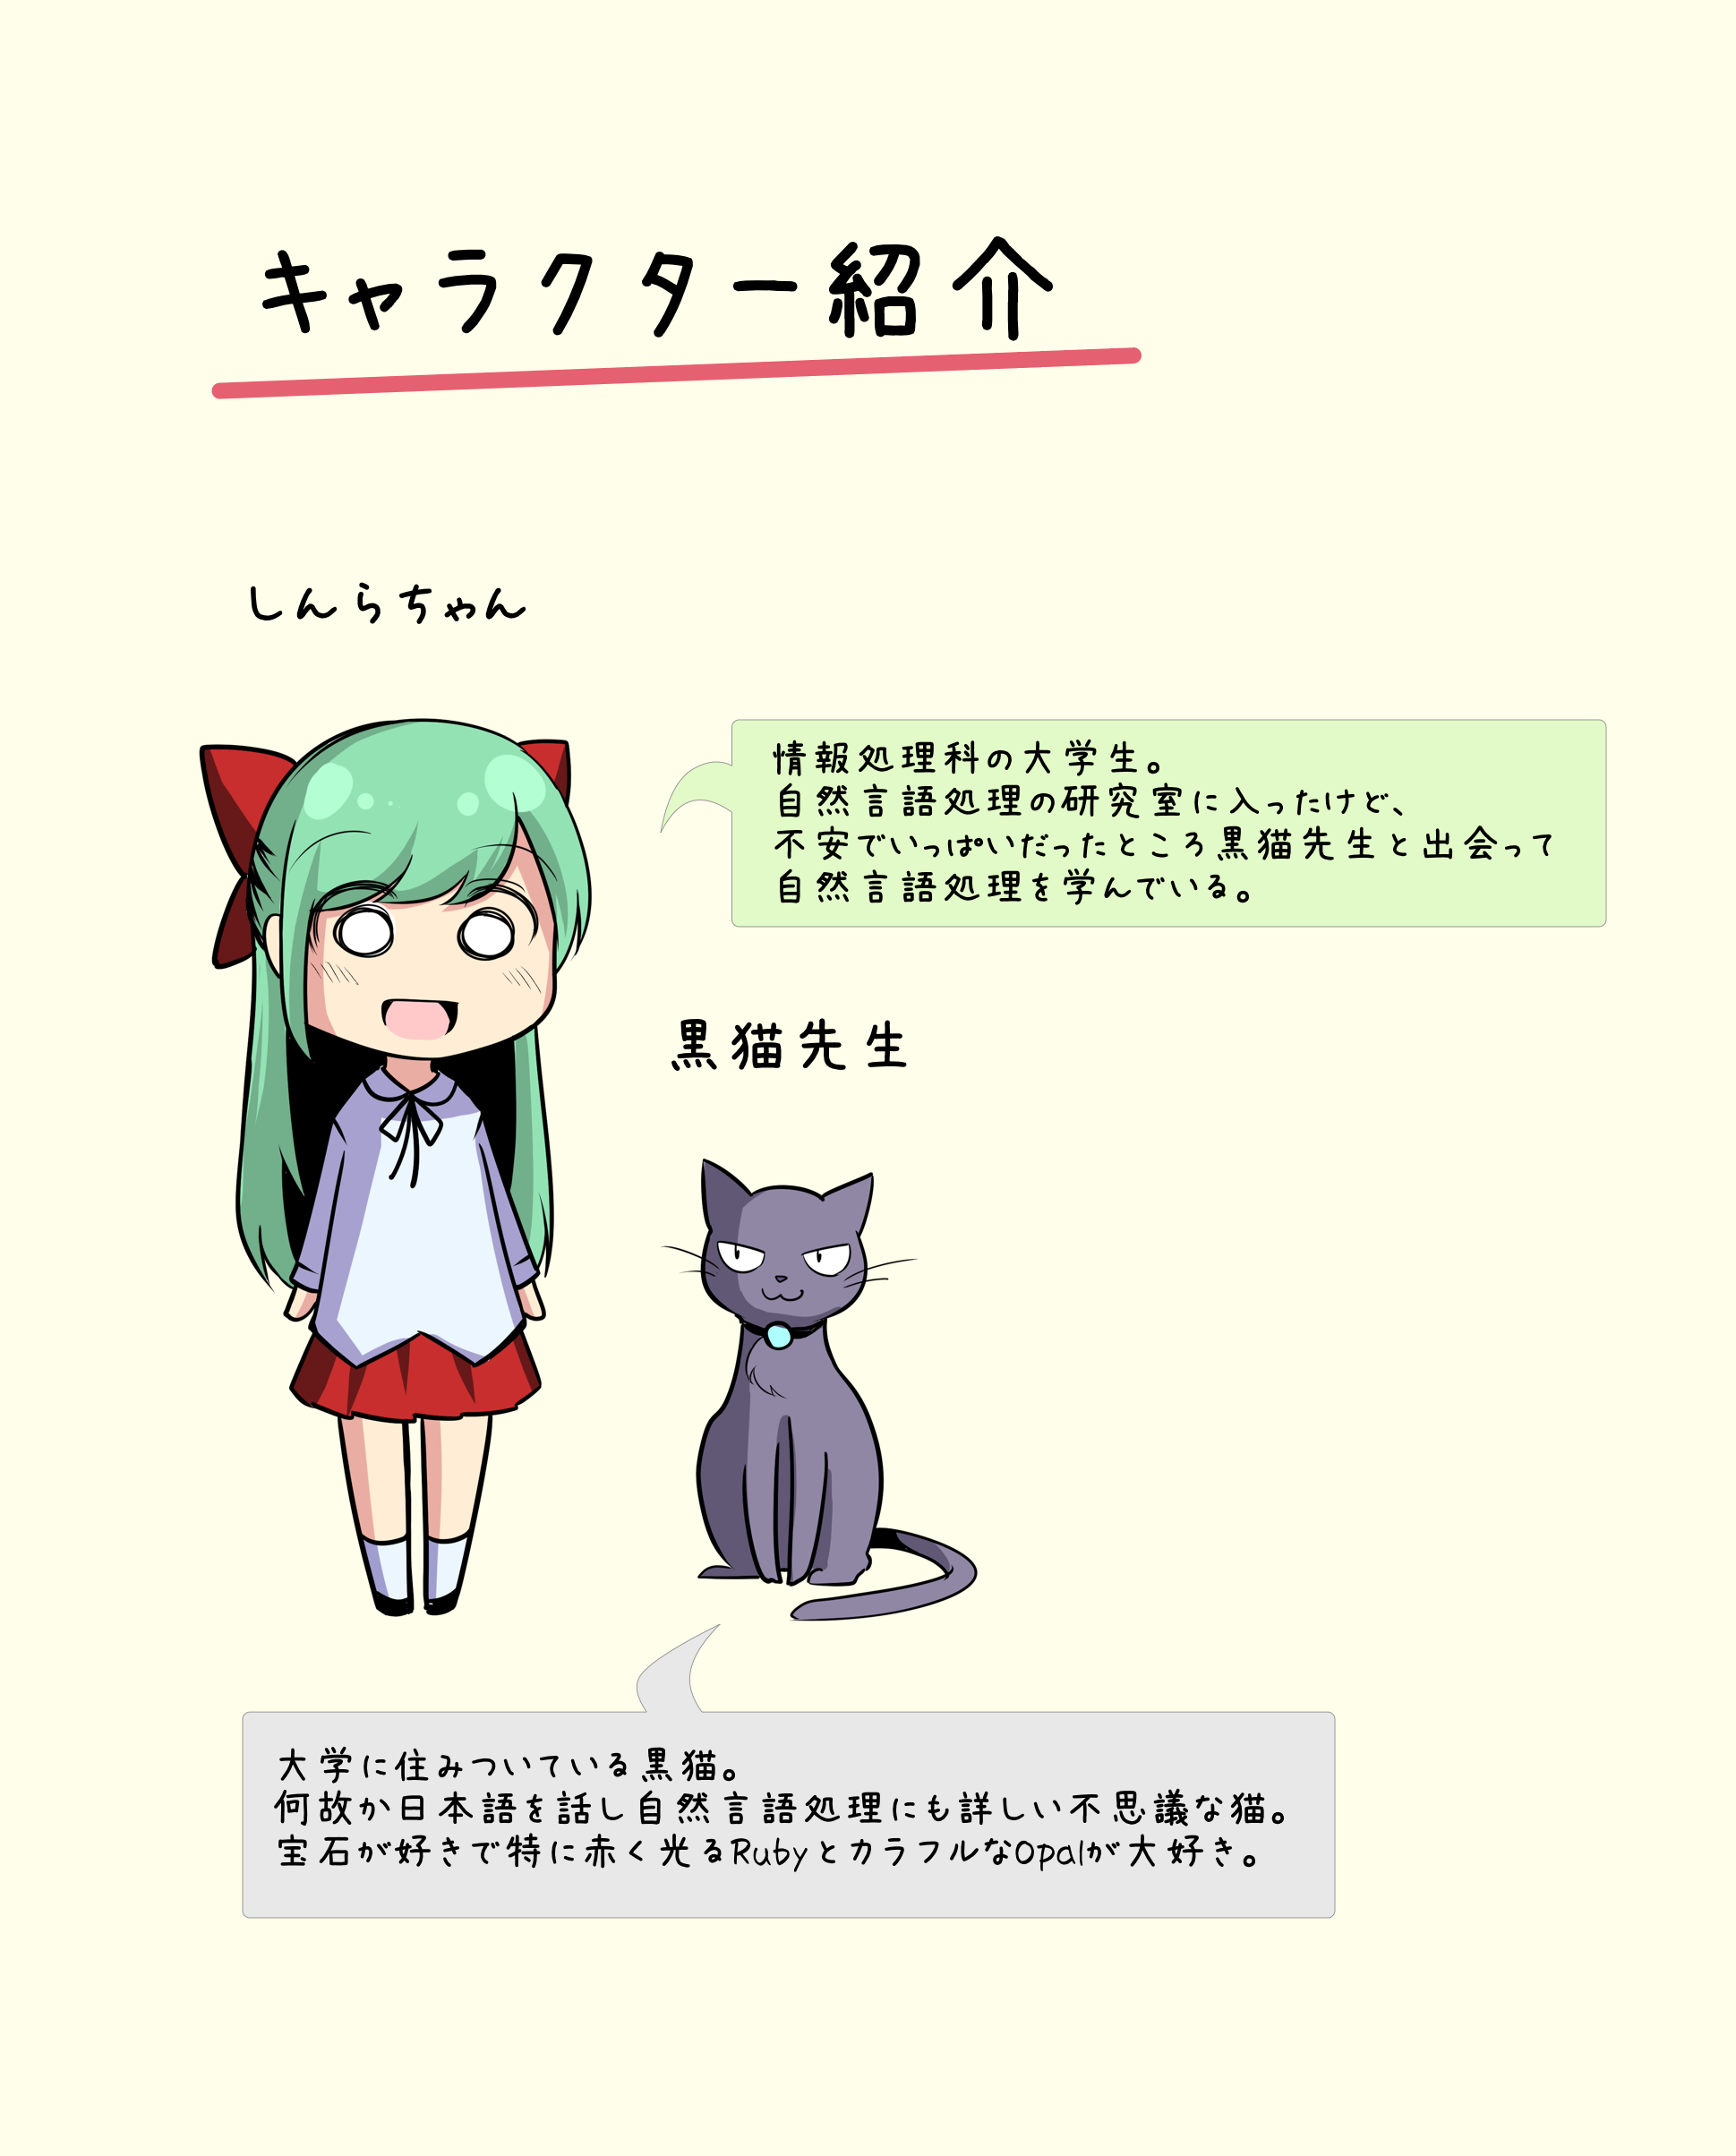 キャラクター紹介
しんらちゃん
情報処理科の大学生。
自然言語処理の研究室に入ったけど、
不安でいっぱいだったところ黒猫先生と出会って
自然言語処理を学んでいる。
黒猫先生
大学に住みついている黒猫。
何故か日本語を話し自然言語処理にも詳しい不思議な猫。
宝石が好きで特に赤く光るRubyとカラフルなOpalが大好き。